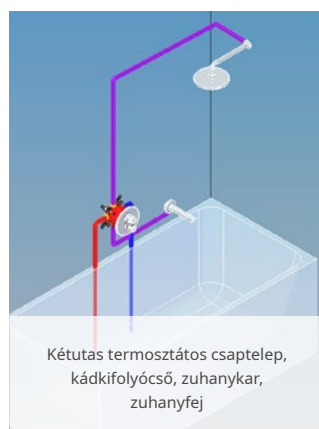 Kétutas termosztátos csaptelep,
kádkifolyócső, zuhanykar,
zuhanyfej